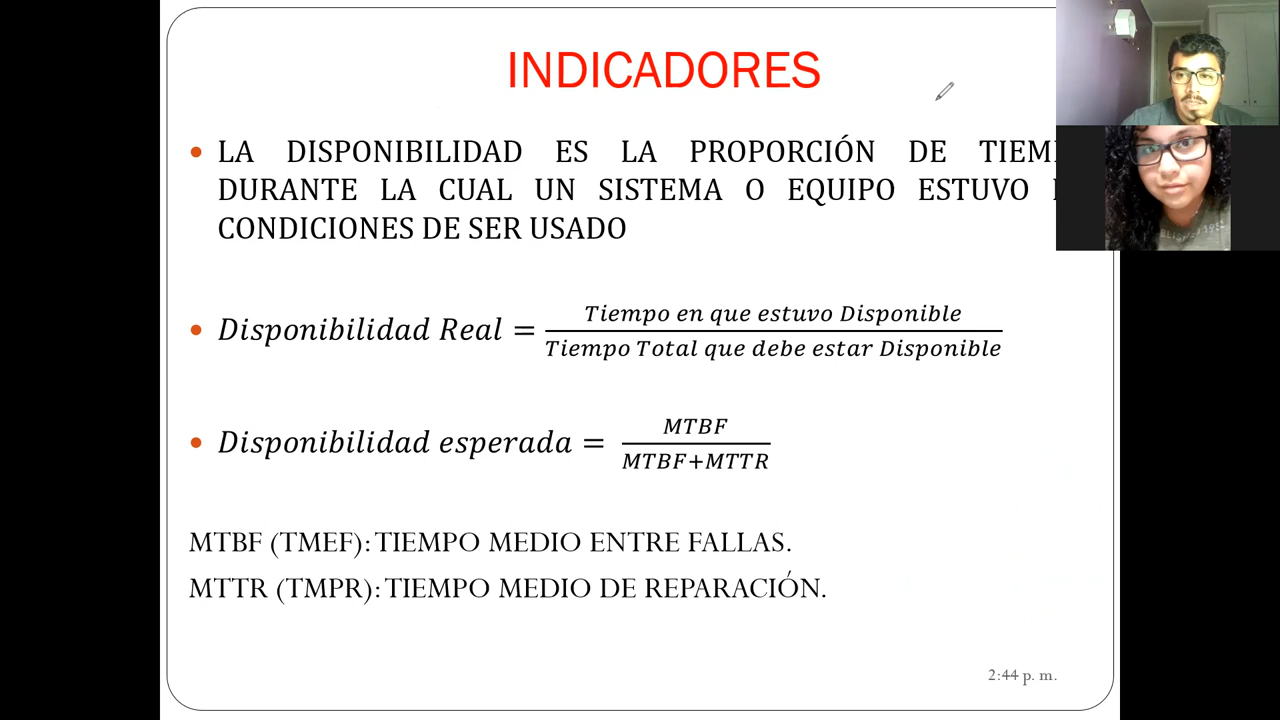 INDICADORES
LA DISPONIBILIDAD ES LA PROPORCIÓN DE
DURANTE LA CUAL UN SISTEMA O EQUIPO ESTUVO
CONDICIONES DE SER USADO
Disponibilidad Real = Tiempo en que estuvo Disponible / Tiempo Total que debe estar Disponible
Disponibilidad esperada = MTBF / MTBF+MTTR
MTBF (TMEF): TIEMPO MEDIO ENTRE FALLAS.
MTTR (TMPR): TIEMPO MEDIO DE REPARACIÓN.
2:44 p. m.